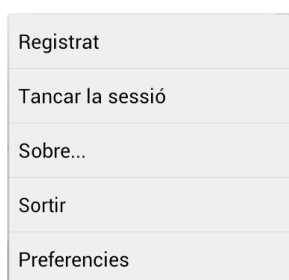 Registrat
Tancar la sessió
Sobre...
Sortir
Preferencies